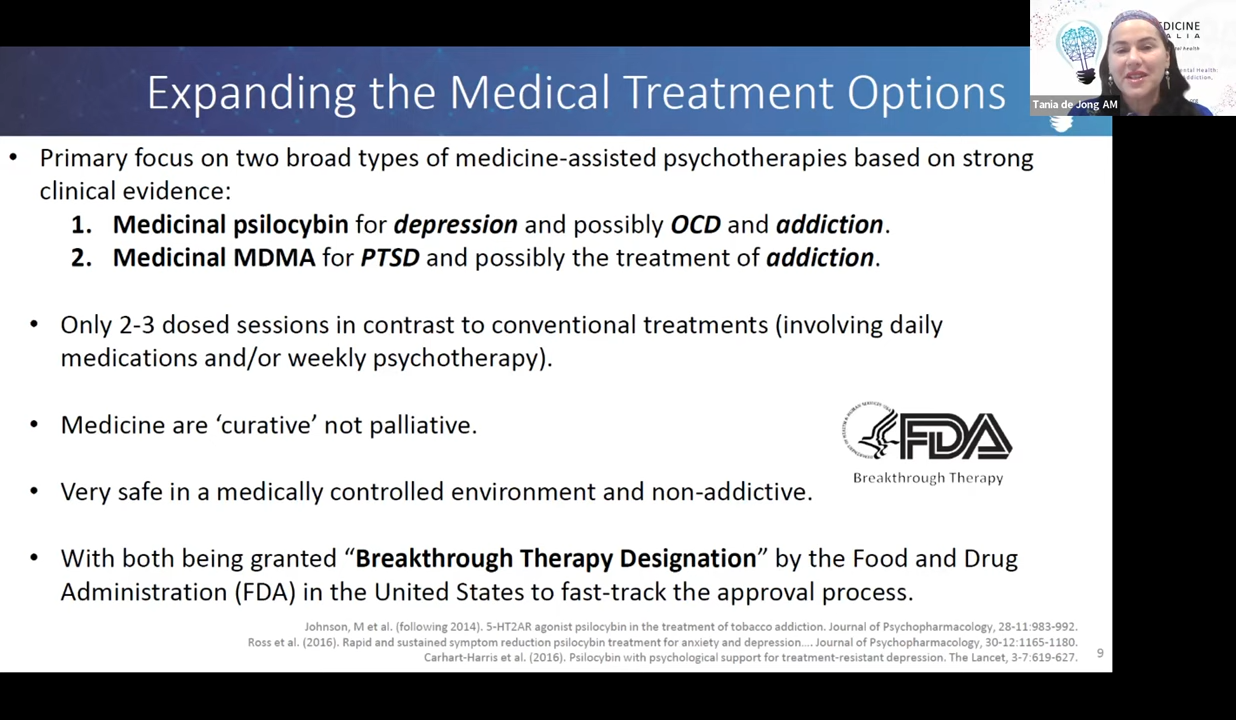 Expanding the Medical Treatment Options
EDICINE
ALIA
tal health
ental Health
ddiction,
Tania de Jong AM
• Primary focus on two broad types of medicine-assisted psychotherapies based on strong
clinical evidence:
1. Medicinal psilocybin for depression and possibly OCD and addiction.
2. Medicinal MDMA for PTSD and possibly the treatment of addiction.
• Only 2-3 dosed sessions in contrast to conventional treatments (involving daily
medications and/or weekly psychotherapy).
• Medicine are ‘curative’ not palliative.
FDA
Breakthrough Therapy
• Very safe in a medically controlled environment and non-addictive.
• With both being granted “Breakthrough Therapy Designation” by the Food and Drug
Administration (FDA) in the United States to fast-track the approval process.
Johnson, M et al. (following 2014). 5-HT2AR agonist psilocybin in the treatment of tobacco addiction. Journal of Psychopharmacology, 28-11:983-992.
Ross et al. (2016). Rapid and sustained symptom reduction psilocybin treatment for anxiety and depression.... Journal of Psychopharmacology, 30-12:1165-1180.
Carhart-Harris et al. (2016). Psilocybin with psychological support for treatment-resistant depression. The Lancet, 3-7:619-627.
9